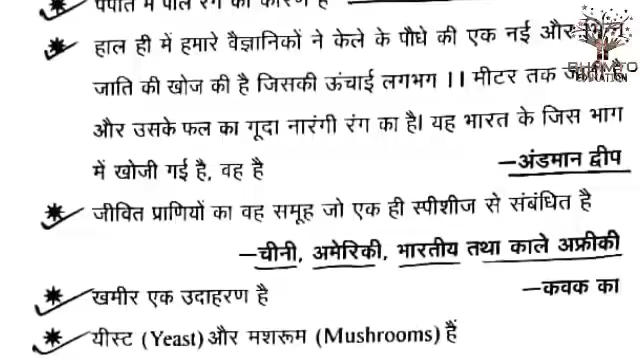 पपीते में पीले रंग का कारण है
हाल ही में हमारे वैज्ञानिकों ने केले के पौधे की एक नई और
जाति की खोज की है जिसकी ऊंचाई लगभग 11 मीटर तक
और उसके फल का गूदा नारंगी रंग का है। यह भारत के जिस भाग
में खोजी गई है, वह है –अंडमान द्वीप
जीवित प्राणियों का वह समूह जो एक ही स्पीशीज से संबंधित है
–चीनी, अमेरिकी, भारतीय तथा काले अफ्रीकी
खमीर एक उदाहरण है –कवक का
यीस्ट (Yeast) और मशरूम (Mushrooms) हैं
EDUCATION